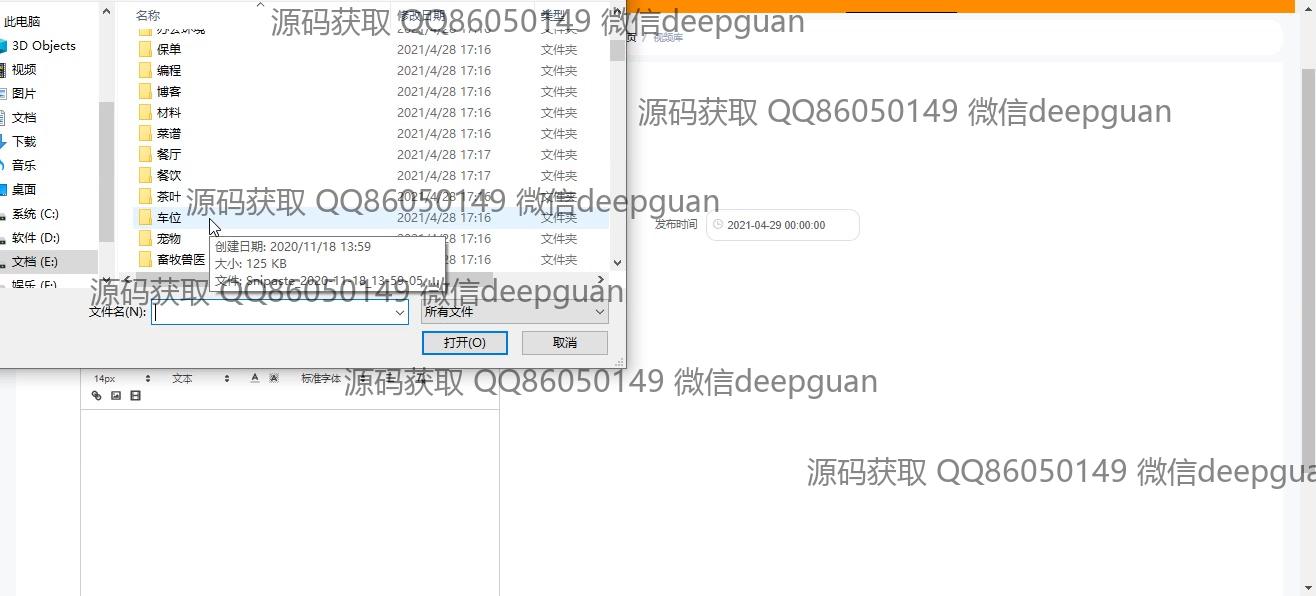 名称 修改日期 类型
此电脑
3D Objects
视频
图片
文档
下载
音乐
桌面
系统 (C:)
软件 (D:)
文档 (E:)
娱乐 (F:)
办公环境 2021/4/28 17:16 文件夹
保单 2021/4/28 17:16 文件夹
编程 2021/4/28 17:16 文件夹
博客 2021/4/28 17:16 文件夹
材料 2021/4/28 17:16 文件夹
菜谱 2021/4/28 17:16 文件夹
餐厅 2021/4/28 17:17 文件夹
餐饮 2021/4/28 17:17 文件夹
茶叶 2021/4/28 17:16 文件夹
车位 2021/4/28 17:16 文件夹
宠物 2021/4/28 17:16 文件夹
畜牧兽医 2021/4/28 17:16 文件夹
创建日期: 2020/11/18 13:59
大小: 125 KB
文件: Snipaste_2020-11-18_13-59-05, ...
文件名(N):
所有文件
打开(O) 取消
页 / 视频库
发布时间 2021-04-29 00:00:00
14px 文本 A A 标准字体
源码获取 QQ86050149 微信deepguan
源码获取 QQ86050149 微信deepguan
源码获取 QQ86050149 微信deepguan
源码获取 QQ86050149 微信deepguan
源码获取 QQ86050149 微信deepguan
源码获取 QQ86050149 微信deepgua